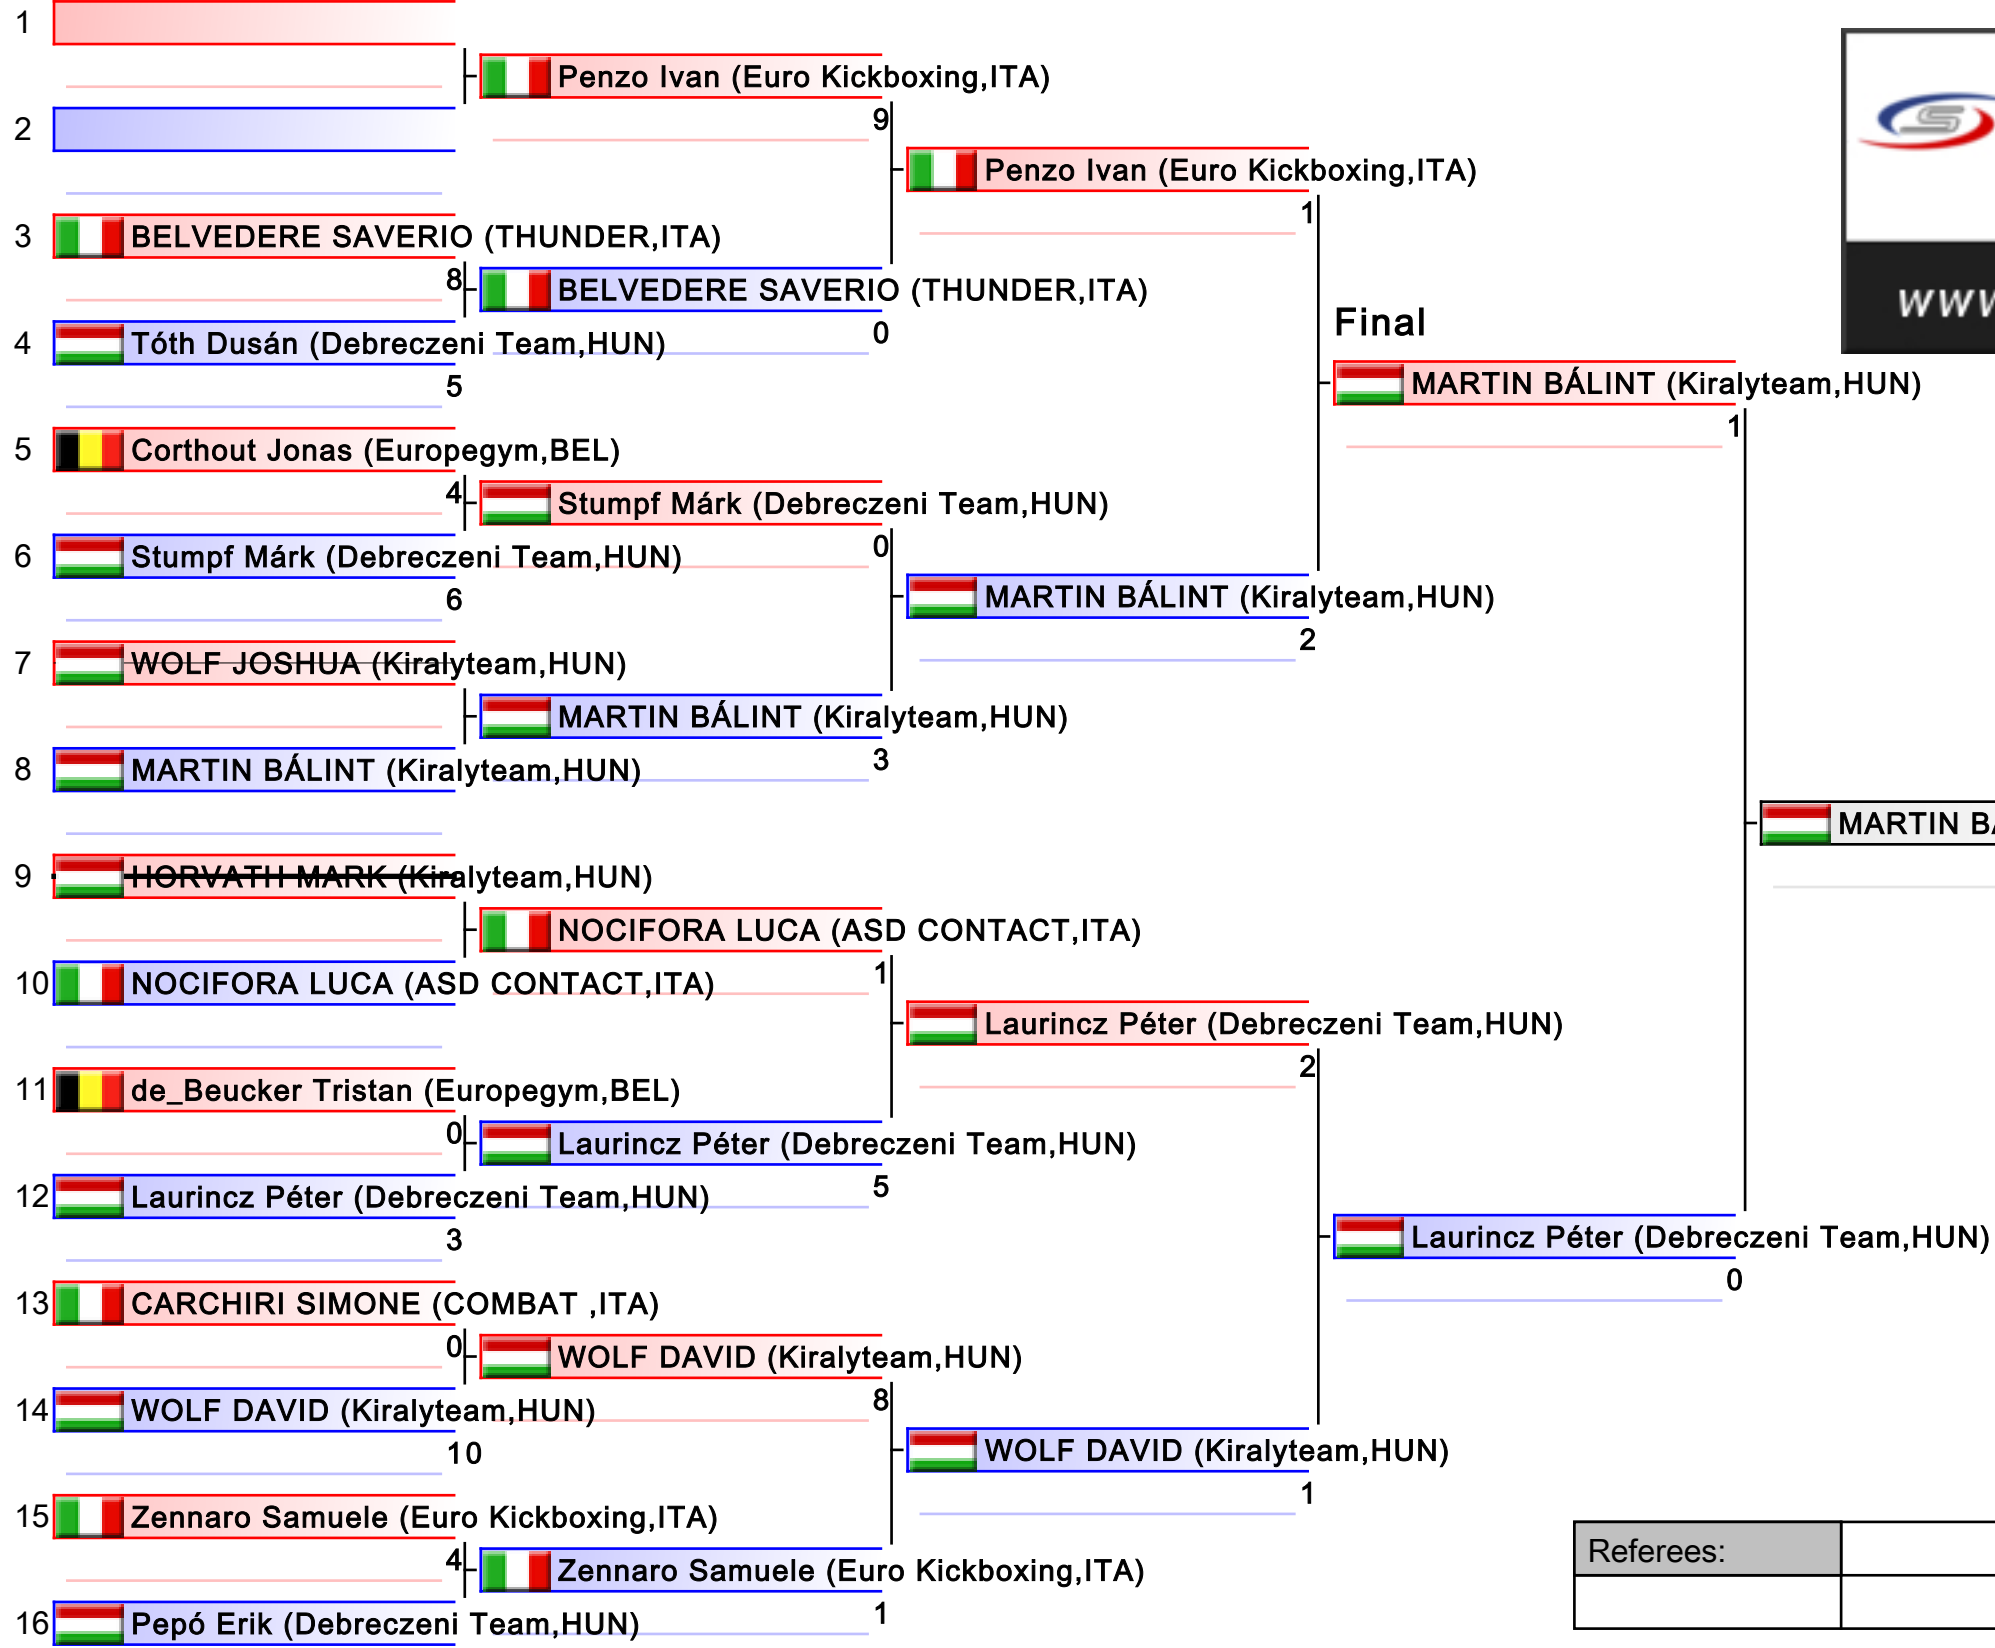 1
Penzo Ivan (Euro Kickboxing,ITA)
9
2
Penzo Ivan (Euro Kickboxing,ITA)
1
3 BELVEDERE SAVERIO (THUNDER,ITA)
8
BELVEDERE SAVERIO (THUNDER,ITA)
0
WWW
Final
4 Tóth Dusán (Debreczeni Team,HUN)
5
MARTIN BÁLINT (Kiralyteam,HUN)
1
5 Corthout Jonas (Europegym,BEL)
4
Stumpf Márk (Debreczeni Team,HUN)
0
6 Stumpf Márk (Debreczeni Team,HUN)
6
MARTIN BÁLINT (Kiralyteam,HUN)
2
7 WOLF JOSHUA (Kiralyteam,HUN)
MARTIN BÁLINT (Kiralyteam,HUN)
3
8 MARTIN BÁLINT (Kiralyteam,HUN)
MARTIN
9 HORVATH MARK (Kiralyteam,HUN)
NOCIFORA LUCA (ASD CONTACT,ITA)
1
10 NOCIFORA LUCA (ASD CONTACT,ITA)
Laurincz Péter (Debreczeni Team,HUN)
2
11 de_Beucker Tristan (Europegym,BEL)
0
Laurincz Péter (Debreczeni Team,HUN)
5
12 Laurincz Péter (Debreczeni Team,HUN)
3
Laurincz Péter (Debreczeni Team,HUN)
0
13 CARCHIRI SIMONE (COMBAT ,ITA)
0
WOLF DAVID (Kiralyteam,HUN)
8
14 WOLF DAVID (Kiralyteam,HUN)
10
WOLF DAVID (Kiralyteam,HUN)
1
15 Zennaro Samuele (Euro Kickboxing,ITA)
4
Zennaro Samuele (Euro Kickboxing,ITA)
1
Referees:
16 Pepó Erik (Debreczeni Team,HUN)